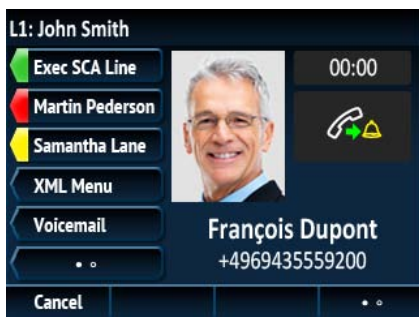 L1: John Smith
Exec SCA Line
00:00
Martin Pederson
Samantha Lane
XML Menu
Voicemail
François Dupont
+4969435559200
Cancel